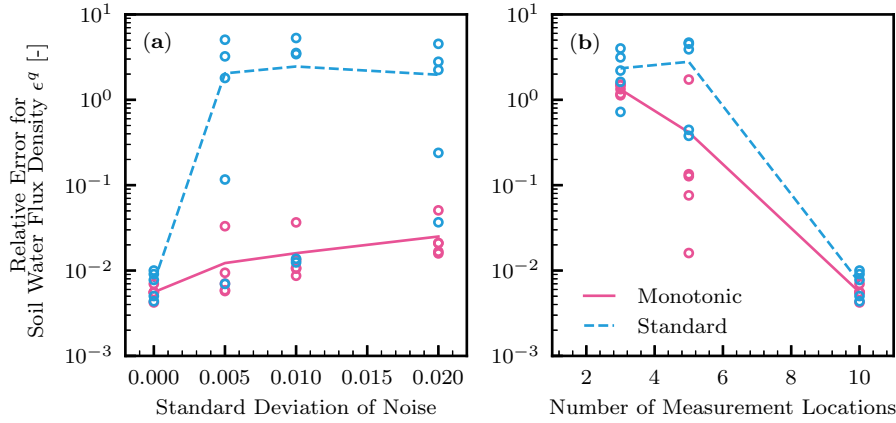 Relative Error for
Soil Water Flux Density ϵ^q [-]
10^1
10^0
10^−1
10^−2
10^−3
(a)
0.000 0.005 0.010 0.015 0.020
Standard Deviation of Noise
(b)
Monotonic
Standard
10^1
10^0
10^−1
10^−2
10^−3
2 4 6 8 10
Number of Measurement Locations